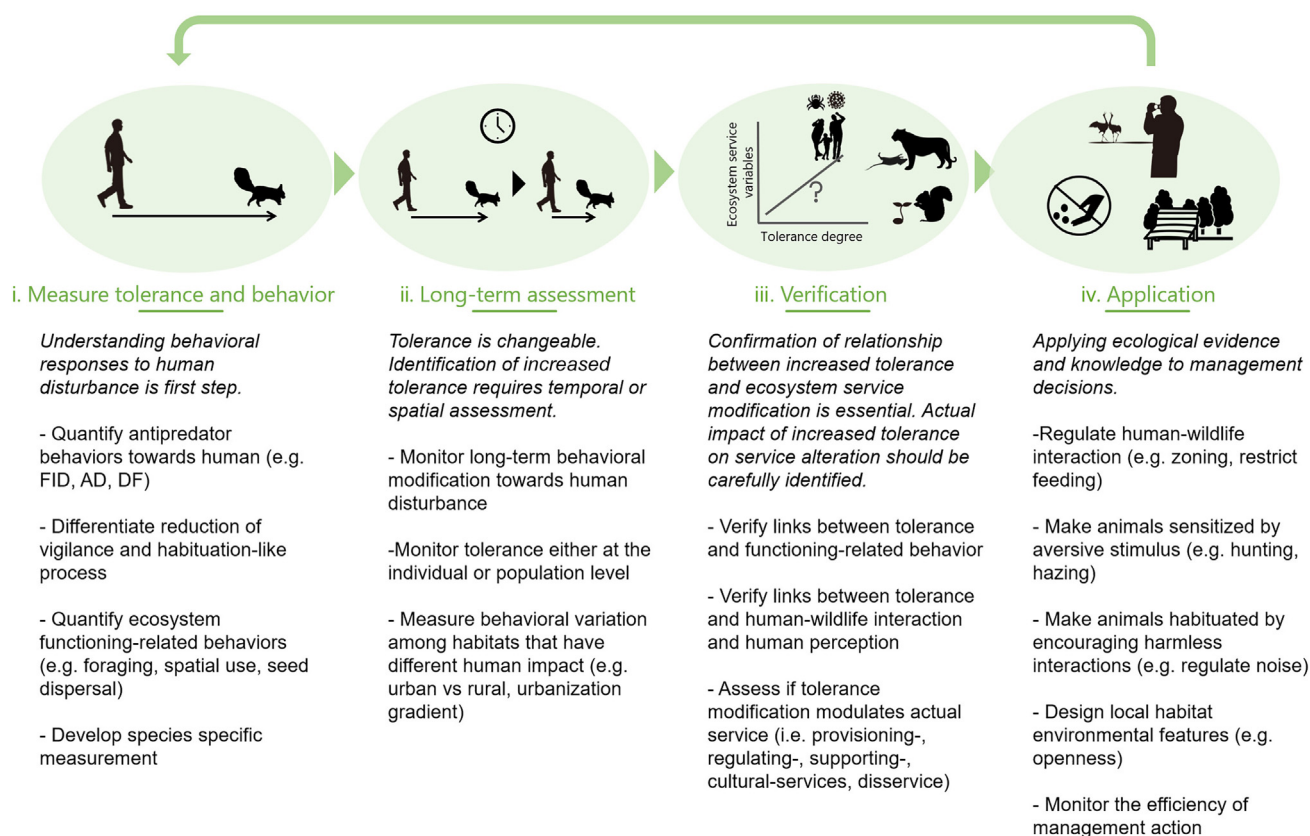 Ecosystem service
variables
?
Tolerance degree
i. Measure tolerance and behavior
Understanding behavioral
responses to human
disturbance is first step.
- Quantify antipredator
behaviors towards human (e.g.
FID, AD, DF)
- Differentiate reduction of
vigilance and habituation-like
process
- Quantify ecosystem
functioning-related behaviors
(e.g. foraging, spatial use, seed
dispersal)
- Develop species specific
measurement
ii. Long-term assessment
Tolerance is changeable.
Identification of increased
tolerance requires temporal or
spatial assessment.
- Monitor long-term behavioral
modification towards human
disturbance
-Monitor tolerance either at the
individual or population level
- Measure behavioral variation
among habitats that have
different human impact (e.g.
urban vs rural, urbanization
gradient)
iii. Verification
Confirmation of relationship
between increased tolerance
and ecosystem service
modification is essential. Actual
impact of increased tolerance
on service alteration should be
carefully identified.
- Verify links between tolerance
and functioning-related behavior
- Verify links between tolerance
and human-wildlife interaction
and human perception
- Assess if tolerance
modification modulates actual
service (i.e. provisioning-,
regulating-, supporting-,
cultural-services, disservice)
iv. Application
Applying ecological evidence
and knowledge to management
decisions.
-Regulate human-wildlife
interaction (e.g. zoning, restrict
feeding)
- Make animals sensitized by
aversive stimulus (e.g. hunting,
hazing)
- Make animals habituated by
encouraging harmless
interactions (e.g. regulate noise)
- Design local habitat
environmental features (e.g.
openness)
- Monitor the efficiency of
management action